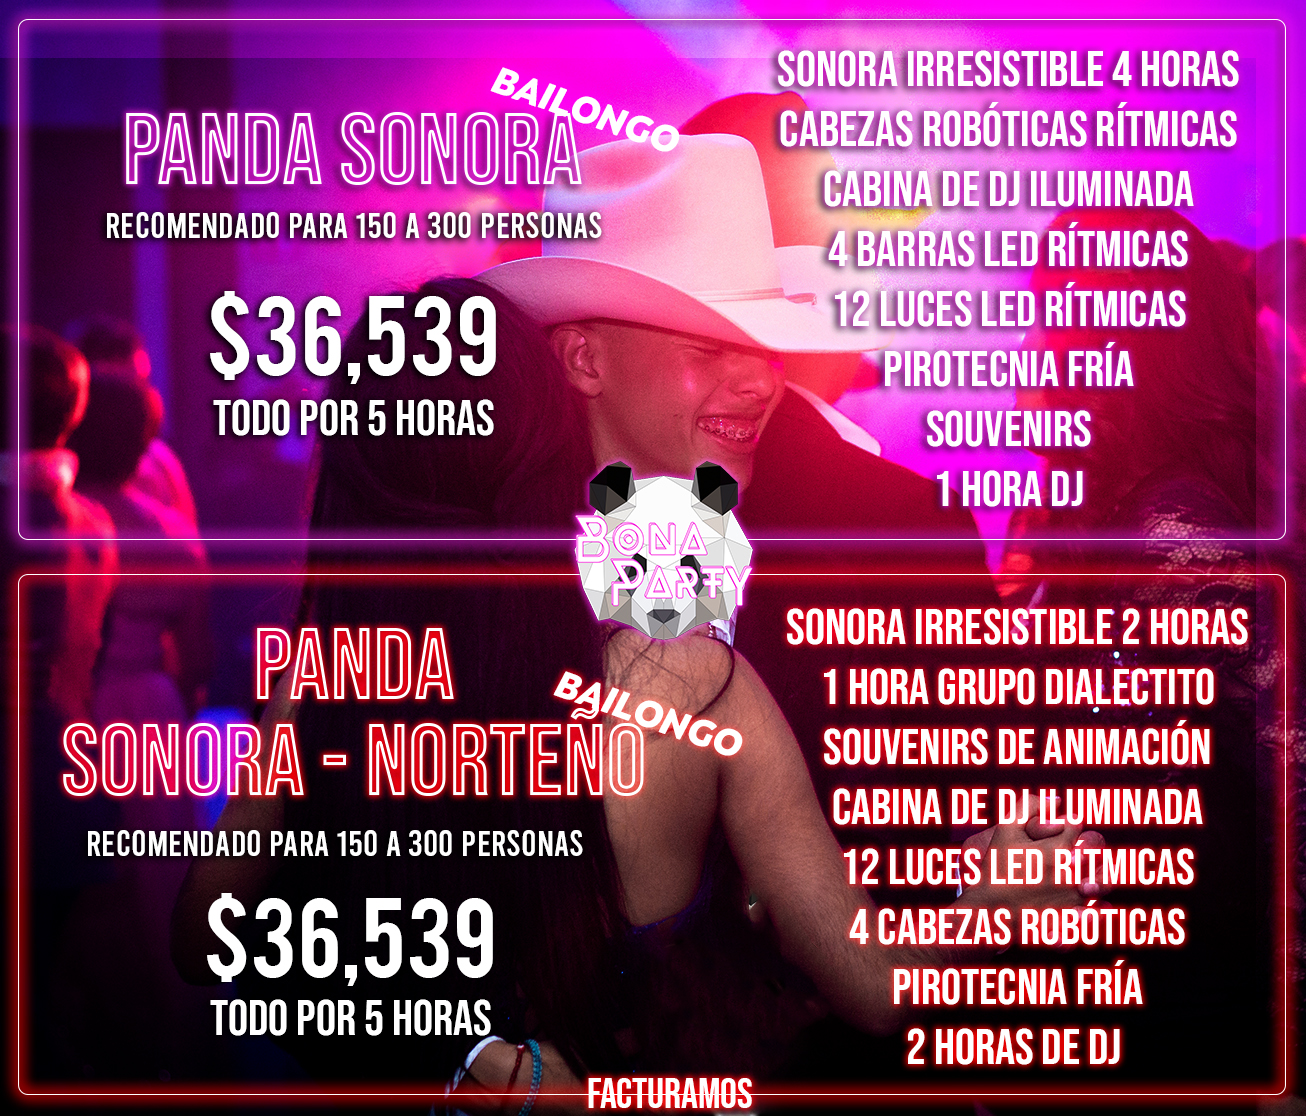 BAILONGO
PANDA SONORA
RECOMENDADO PARA 150 A 300 PERSONAS
$36,539
TODO POR 5 HORAS
SONORA IRRESISTIBLE 4 HORAS
CABEZAS ROBÓTICAS RÍTMICAS
CABINA DE DJ ILUMINADA
4 BARRAS LED RÍTMICAS
12 LUCES LED RÍTMICAS
PIROTECNIA FRÍA
SOUVENIRS
1 HORA DJ
BONA
PARTY
PANDA
BAILONGO
SONORA - NORTEÑO
RECOMENDADO PARA 150 A 300 PERSONAS
$36,539
TODO POR 5 HORAS
SONORA IRRESISTIBLE 2 HORAS
1 HORA GRUPO DIALECTITO
SOUVENIRS DE ANIMACIÓN
CABINA DE DJ ILUMINADA
12 LUCES LED RÍTMICAS
4 CABEZAS ROBÓTICAS
PIROTECNIA FRÍA
2 HORAS DE DJ
FACTURAMOS